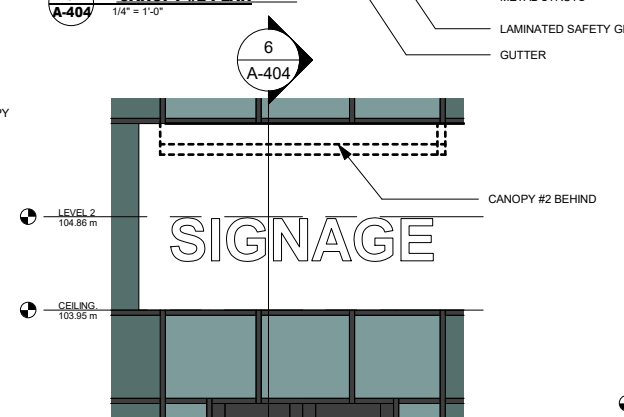 A-404
1/4" = 1'-0"
6
A-404
LAMINATED SAFETY
GUTTER
CANOPY #2 BEHIND
LEVEL 2
104.86 m
SIGNAGE
CEILING.
103.95 m